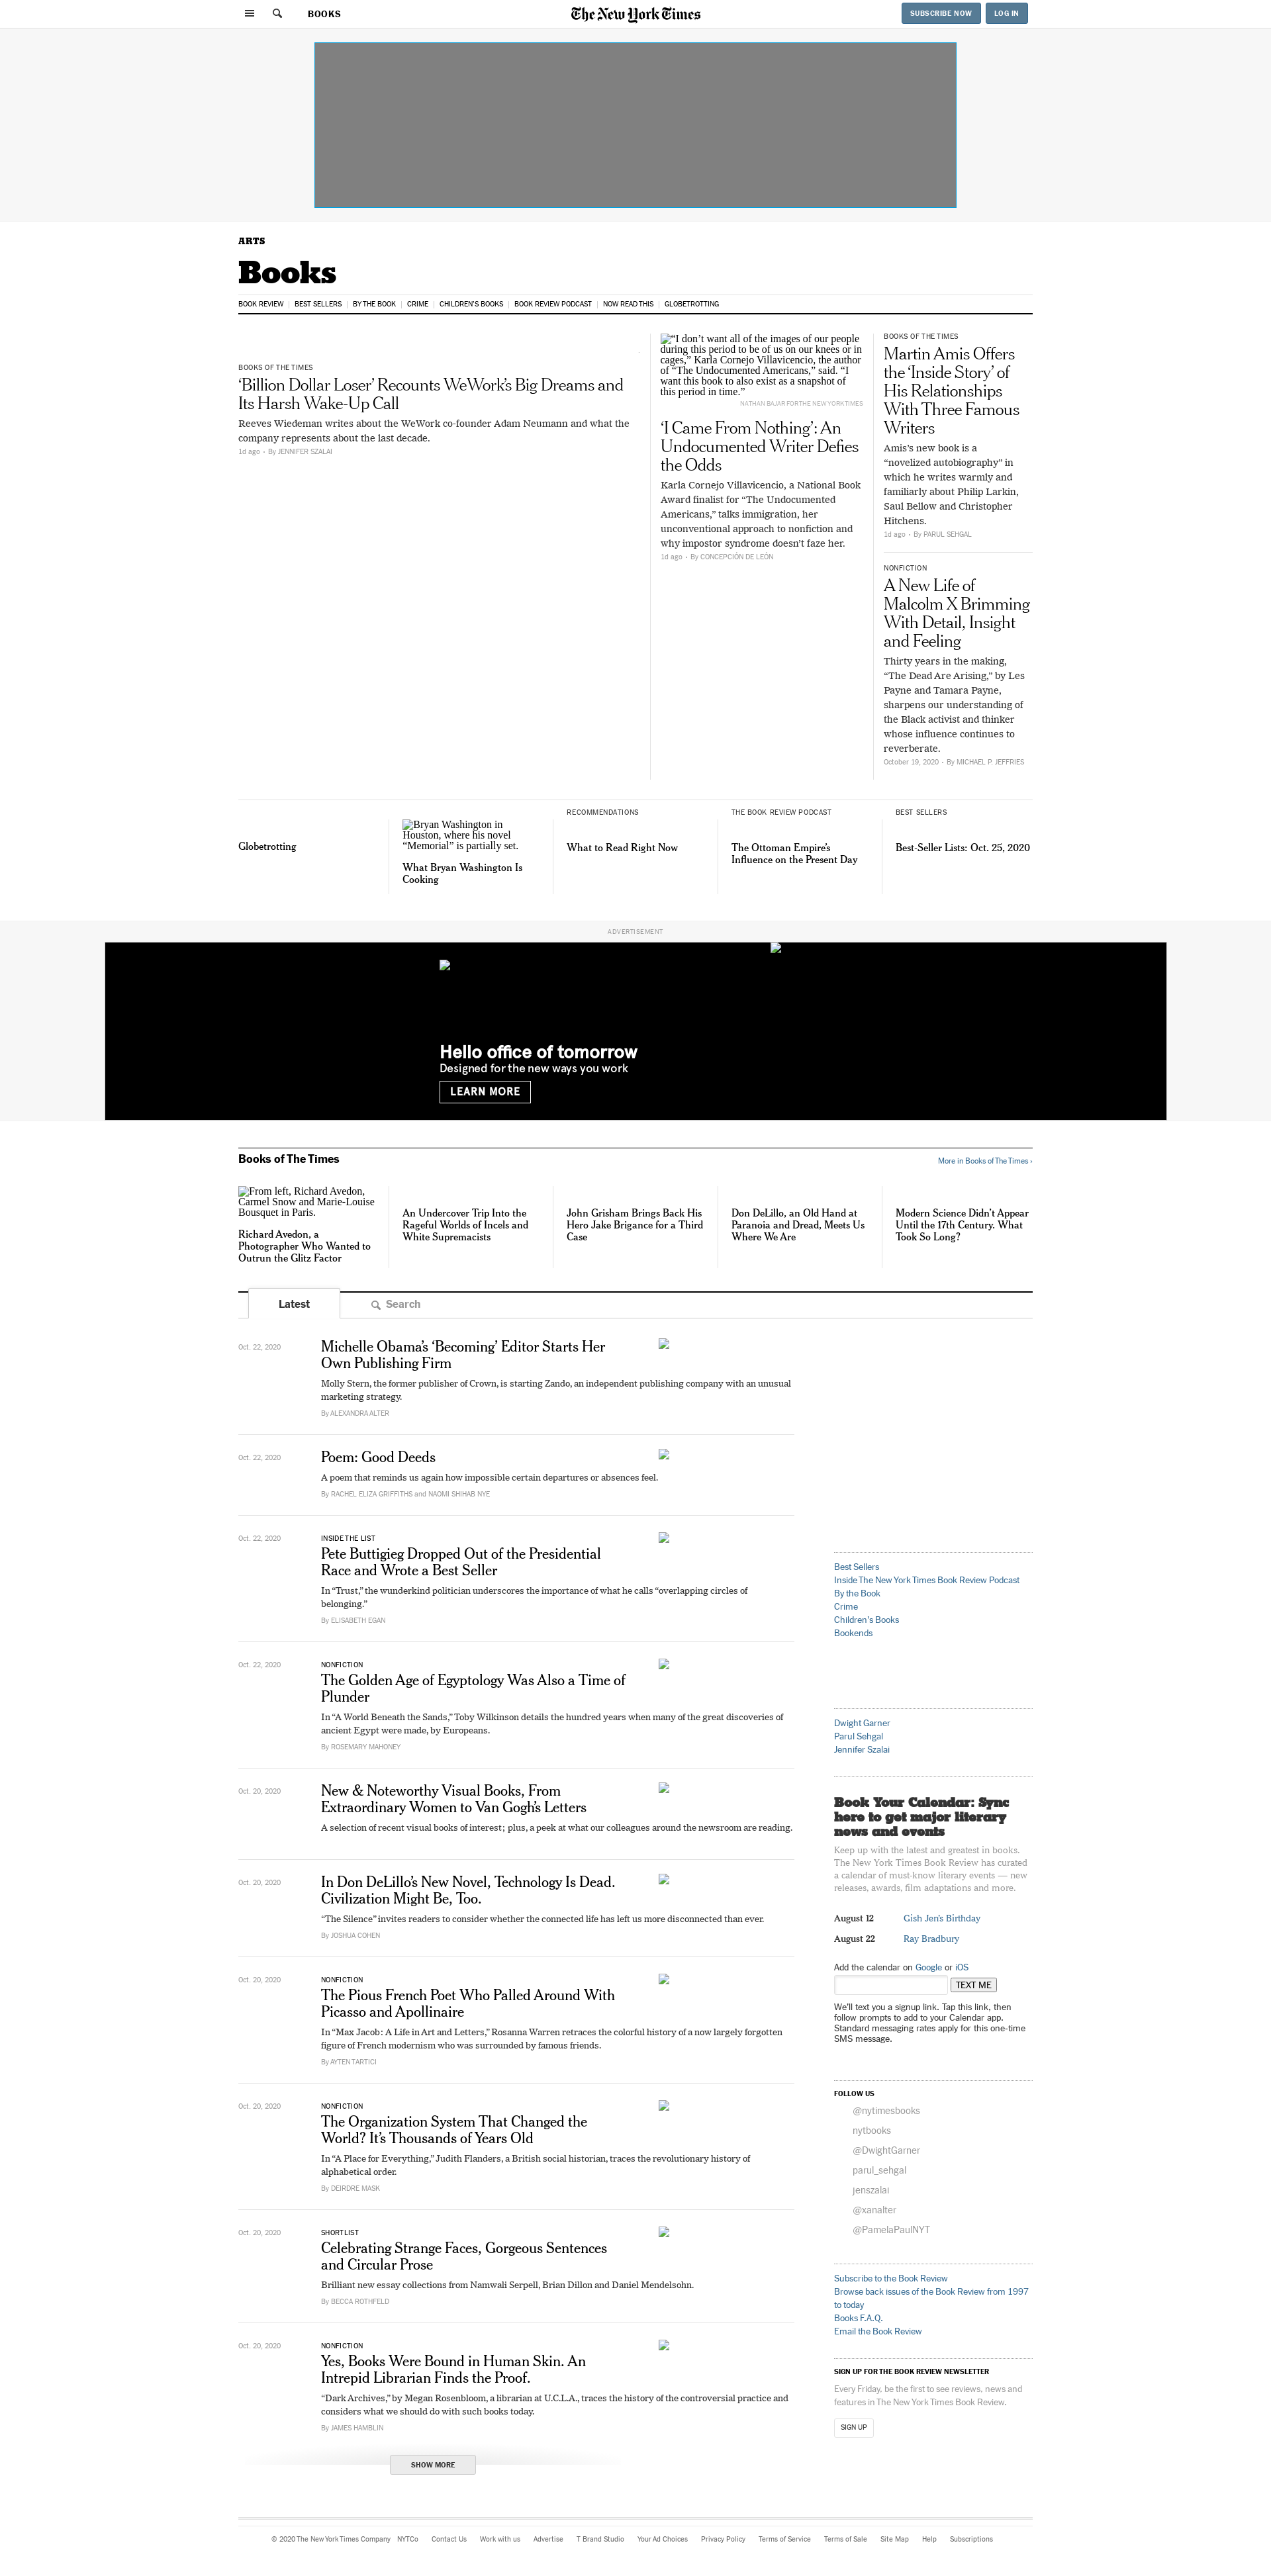 BOOKS
The New York Times
SUBSCRIBE NOW
LOG IN
ARTS
Books
BOOK REVIEW
BEST SELLERS
BY THE BOOK
CRIME
CHILDREN'S BOOKS
BOOK REVIEW PODCAST
NOW READ THIS
GLOBETROTTING
BOOKS OF THE TIMES
‘Billion Dollar Loser’ Recounts WeWork’s Big Dreams and
Its Harsh Wake-Up Call
Reeves Wiedeman writes about the WeWork co-founder Adam Neumann and what the
company represents about the last decade.
1d ago • By JENNIFER SZALAI
“I don’t want all of the images of our people
during this period to be of us on our knees or in
cages,” Karla Cornejo Villavicencio, the author
of “The Undocumented Americans,” said. “I
want this book to also exist as a snapshot of
this period in time.”
NATHAN BAJAR FOR THE NEW YORK TIMES
‘I Came From Nothing’: An
Undocumented Writer Defies
the Odds
Karla Cornejo Villavicencio, a National Book
Award finalist for “The Undocumented
Americans,” talks immigration, her
unconventional approach to nonfiction and
why impostor syndrome doesn’t faze her.
1d ago • By CONCEPCIÓN DE LEÓN
BOOKS OF THE TIMES
Martin Amis Offers
the ‘Inside Story’ of
His Relationships
With Three Famous
Writers
Amis’s new book is a
“novelized autobiography” in
which he writes warmly and
familiarly about Philip Larkin,
Saul Bellow and Christopher
Hitchens.
1d ago • By PARUL SEHGAL
NONFICTION
A New Life of
Malcolm X Brimming
With Detail, Insight
and Feeling
Thirty years in the making,
“The Dead Are Arising,” by Les
Payne and Tamara Payne,
sharpens our understanding of
the Black activist and thinker
whose influence continues to
reverberate.
October 19, 2020 • By MICHAEL P. JEFFRIES
Globetrotting
Bryan Washington in
Houston, where his novel
“Memorial” is partially set.
What Bryan Washington Is
Cooking
RECOMMENDATIONS
What to Read Right Now
THE BOOK REVIEW PODCAST
The Ottoman Empire’s
Influence on the Present Day
BEST SELLERS
Best-Seller Lists: Oct. 25, 2020
ADVERTISEMENT
Hello office of tomorrow
Designed for the new ways you work
LEARN MORE
Books of The Times
More in Books of The Times ›
From left, Richard Avedon,
Carmel Snow and Marie-Louise
Bousquet in Paris.
Richard Avedon, a
Photographer Who Wanted to
Outrun the Glitz Factor
An Undercover Trip Into the
Rageful Worlds of Incels and
White Supremacists
John Grisham Brings Back His
Hero Jake Brigance for a Third
Case
Don DeLillo, an Old Hand at
Paranoia and Dread, Meets Us
Where We Are
Modern Science Didn’t Appear
Until the 17th Century. What
Took So Long?
Latest
Search
Oct. 22, 2020
Michelle Obama’s ‘Becoming’ Editor Starts Her
Own Publishing Firm
Molly Stern, the former publisher of Crown, is starting Zando, an independent publishing company with an unusual
marketing strategy.
By ALEXANDRA ALTER
Oct. 22, 2020
Poem: Good Deeds
A poem that reminds us again how impossible certain departures or absences feel.
By RACHEL ELIZA GRIFFITHS and NAOMI SHIHAB NYE
Oct. 22, 2020
INSIDE THE LIST
Pete Buttigieg Dropped Out of the Presidential
Race and Wrote a Best Seller
In “Trust,” the wunderkind politician underscores the importance of what he calls “overlapping circles of
belonging.”
By ELISABETH EGAN
Oct. 22, 2020
NONFICTION
The Golden Age of Egyptology Was Also a Time of
Plunder
In “A World Beneath the Sands,” Toby Wilkinson details the hundred years when many of the great discoveries of
ancient Egypt were made, by Europeans.
By ROSEMARY MAHONEY
Oct. 20, 2020
New & Noteworthy Visual Books, From
Extraordinary Women to Van Gogh’s Letters
A selection of recent visual books of interest; plus, a peek at what our colleagues around the newsroom are reading.
Oct. 20, 2020
In Don DeLillo’s New Novel, Technology Is Dead.
Civilization Might Be, Too.
“The Silence” invites readers to consider whether the connected life has left us more disconnected than ever.
By JOSHUA COHEN
Oct. 20, 2020
NONFICTION
The Pious French Poet Who Palled Around With
Picasso and Apollinaire
In “Max Jacob: A Life in Art and Letters,” Rosanna Warren retraces the colorful history of a now largely forgotten
figure of French modernism who was surrounded by famous friends.
By AYTEN TARTICI
Oct. 20, 2020
NONFICTION
The Organization System That Changed the
World? It’s Thousands of Years Old
In “A Place for Everything,” Judith Flanders, a British social historian, traces the revolutionary history of
alphabetical order.
By DEIRDRE MASK
Oct. 20, 2020
SHORTLIST
Celebrating Strange Faces, Gorgeous Sentences
and Circular Prose
Brilliant new essay collections from Namwali Serpell, Brian Dillon and Daniel Mendelsohn.
By BECCA ROTHFELD
Oct. 20, 2020
NONFICTION
Yes, Books Were Bound in Human Skin. An
Intrepid Librarian Finds the Proof.
“Dark Archives,” by Megan Rosenbloom, a librarian at U.C.L.A., traces the history of the controversial practice and
considers what we should do with such books today.
By JAMES HAMBLIN
SHOW MORE
Best Sellers
Inside The New York Times Book Review Podcast
By the Book
Crime
Children's Books
Bookends
Dwight Garner
Parul Sehgal
Jennifer Szalai
Book Your Calendar: Sync
here to get major literary
news and events
Keep up with the latest and greatest in books.
The New York Times Book Review has curated
a calendar of must-know literary events — new
releases, awards, film adaptations and more.
August 12 Gish Jen’s Birthday
August 22 Ray Bradbury
Add the calendar on Google or iOS
TEXT ME
We’ll text you a signup link. Tap this link, then
follow prompts to add to your Calendar app.
Standard messaging rates apply for this one-time
SMS message.
FOLLOW US
@nytimesbooks
nytbooks
@DwightGarner
parul_sehgal
jenszalai
@xanalter
@PamelaPaulNYT
Subscribe to the Book Review
Browse back issues of the Book Review from 1997
to today
Books F.A.Q.
Email the Book Review
SIGN UP FOR THE BOOK REVIEW NEWSLETTER
Every Friday, be the first to see reviews, news and
features in The New York Times Book Review.
SIGN UP
© 2020 The New York Times Company NYTCo Contact Us Work with us Advertise T Brand Studio Your Ad Choices Privacy Policy Terms of Service Terms of Sale Site Map Help Subscriptions